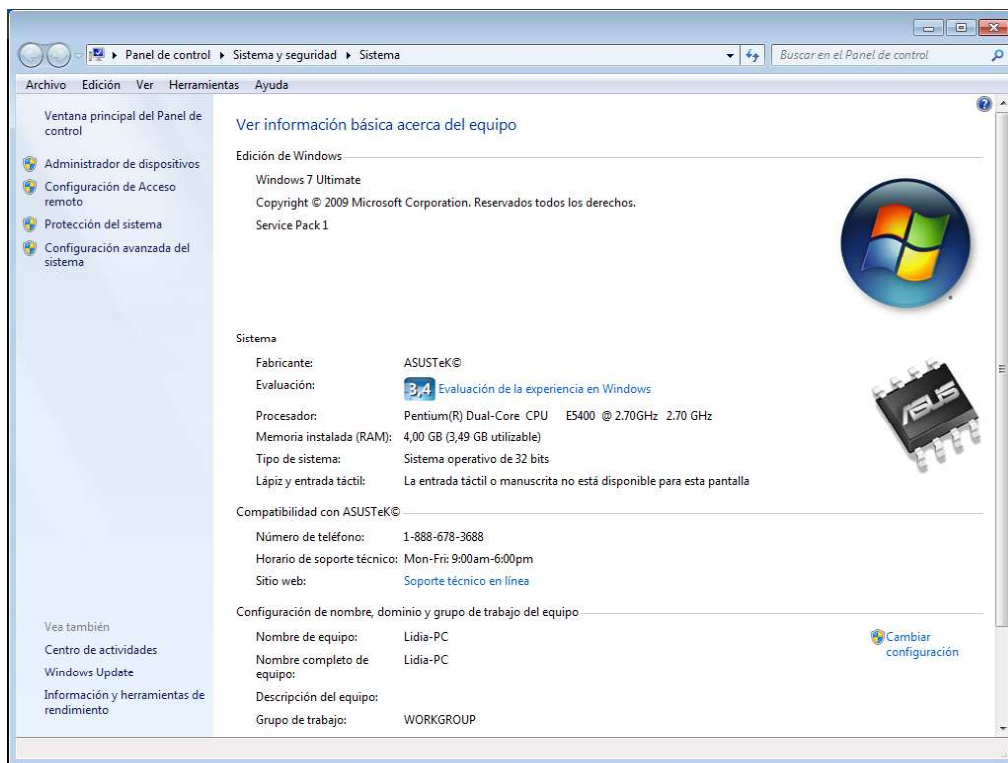 Panel de control ▸ Sistema y seguridad ▸ Sistema
Buscar en el Panel de control
Archivo Edición Ver Herramientas Ayuda
Ventana principal del Panel de
control
Administrador de dispositivos
Configuración de Acceso
remoto
Protección del sistema
Configuración avanzada del
sistema
Vea también
Centro de actividades
Windows Update
Información y herramientas de
rendimiento
Ver información básica acerca del equipo
Edición de Windows
Windows 7 Ultimate
Copyright © 2009 Microsoft Corporation. Reservados todos los derechos.
Service Pack 1
Sistema
Fabricante: ASUSTeK©
Evaluación: 3,4 Evaluación de la experiencia en Windows
Procesador: Pentium(R) Dual-Core CPU E5400 @ 2.70GHz 2.70 GHz
Memoria instalada (RAM): 4,00 GB (3,49 GB utilizable)
Tipo de sistema: Sistema operativo de 32 bits
Lápiz y entrada táctil: La entrada táctil o manuscrita no está disponible para esta pantalla
ASUS
Compatibilidad con ASUSTeK©
Número de teléfono: 1-888-678-3688
Horario de soporte técnico: Mon-Fri: 9:00am-6:00pm
Sitio web: Soporte técnico en línea
Configuración de nombre, dominio y grupo de trabajo del equipo
Nombre de equipo: Lidia-PC
Cambiar
configuración
Nombre completo de Lidia-PC
equipo:
Descripción del equipo:
Grupo de trabajo: WORKGROUP